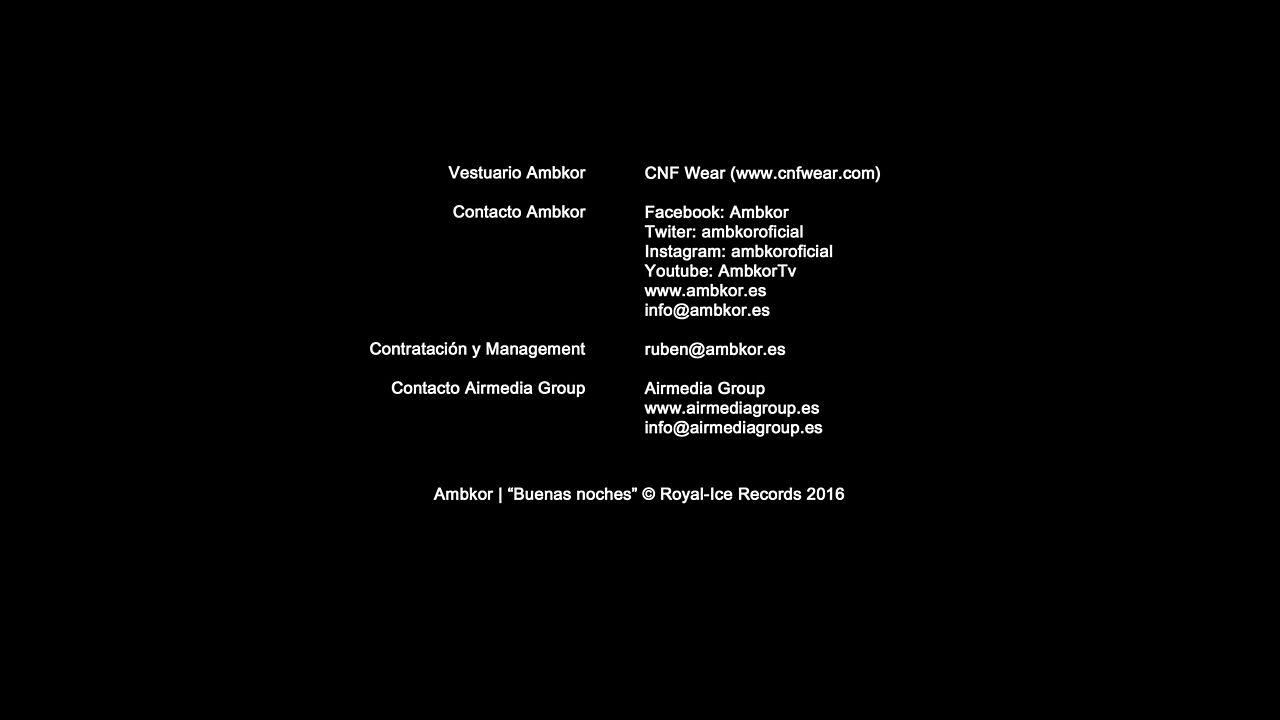 Vestuario Ambkor CNF Wear (www.cnfwear.com)
Contacto Ambkor Facebook: Ambkor
Twiter: ambkoroficial
Instagram: ambkoroficial
Youtube: AmbkorTv
www.ambkor.es
info@ambkor.es
Contratación y Management ruben@ambkor.es
Contacto Airmedia Group Airmedia Group
www.airmediagroup.es
info@airmediagroup.es
Ambkor | “Buenas noches” © Royal-Ice Records 2016